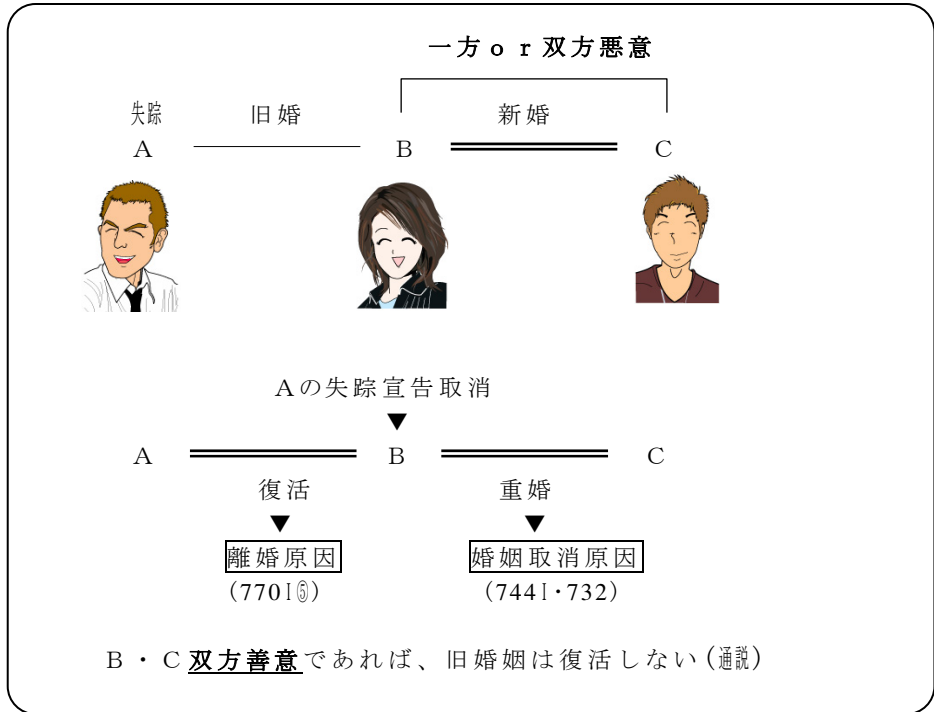 一方ｏｒ双方悪意
失踪 旧婚 新婚
Ａ Ｂ Ｃ
Ａの失踪宣告取消
▼
Ａ Ｂ Ｃ
復活 重婚
▼ ▼
離婚原因 婚姻取消原因
（770Ⅰ⑤） （744Ⅰ・732）
Ｂ・Ｃ双方善意であれば、旧婚姻は復活しない（通説）